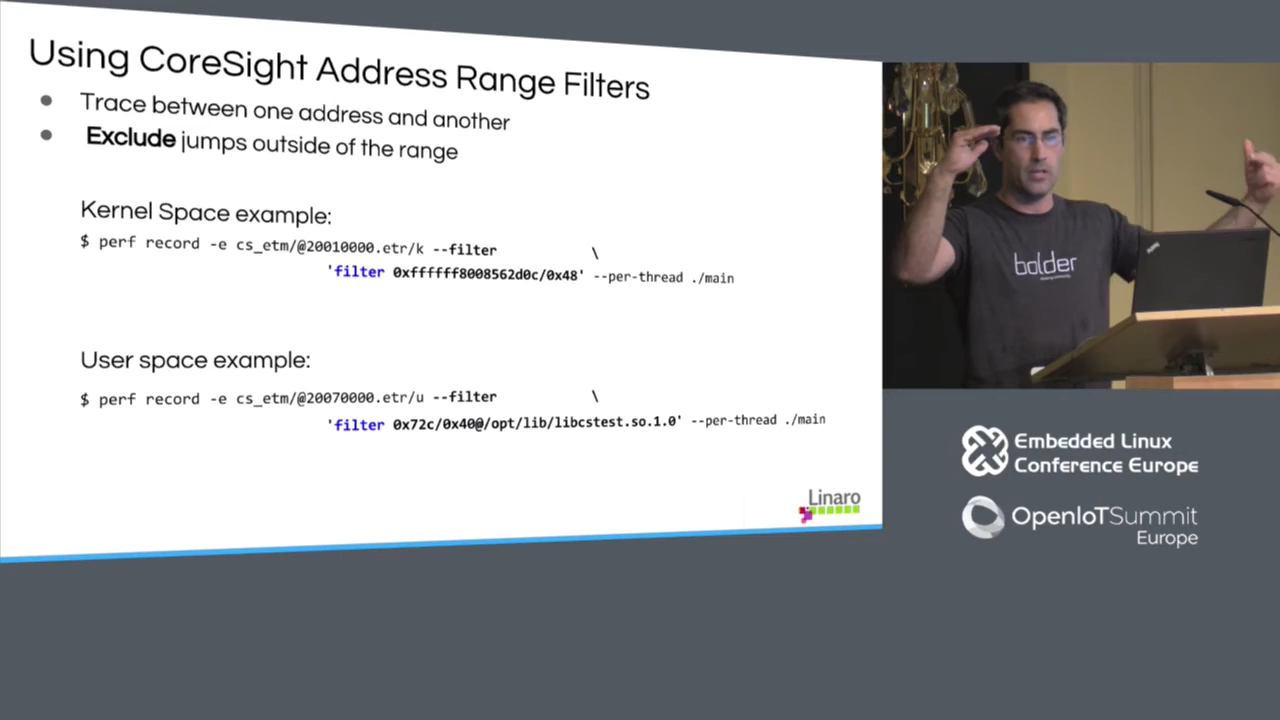 Using CoreSight Address Range Filters
● Trace between one address and another
● Exclude jumps outside of the range
Kernel Space example:
$ perf record -e cs_etm/@20010000.etr/k --filter \
'filter 0xffffff8008562d0c/0x48' --per-thread ./main
User space example:
$ perf record -e cs_etm/@20070000.etr/u --filter \
'filter 0x72c/0x40@/opt/lib/libcstest.so.1.0' --per-thread ./main
Linaro
bolder
Embedded Linux
Conference Europe
OpenIoTSummit
Europe